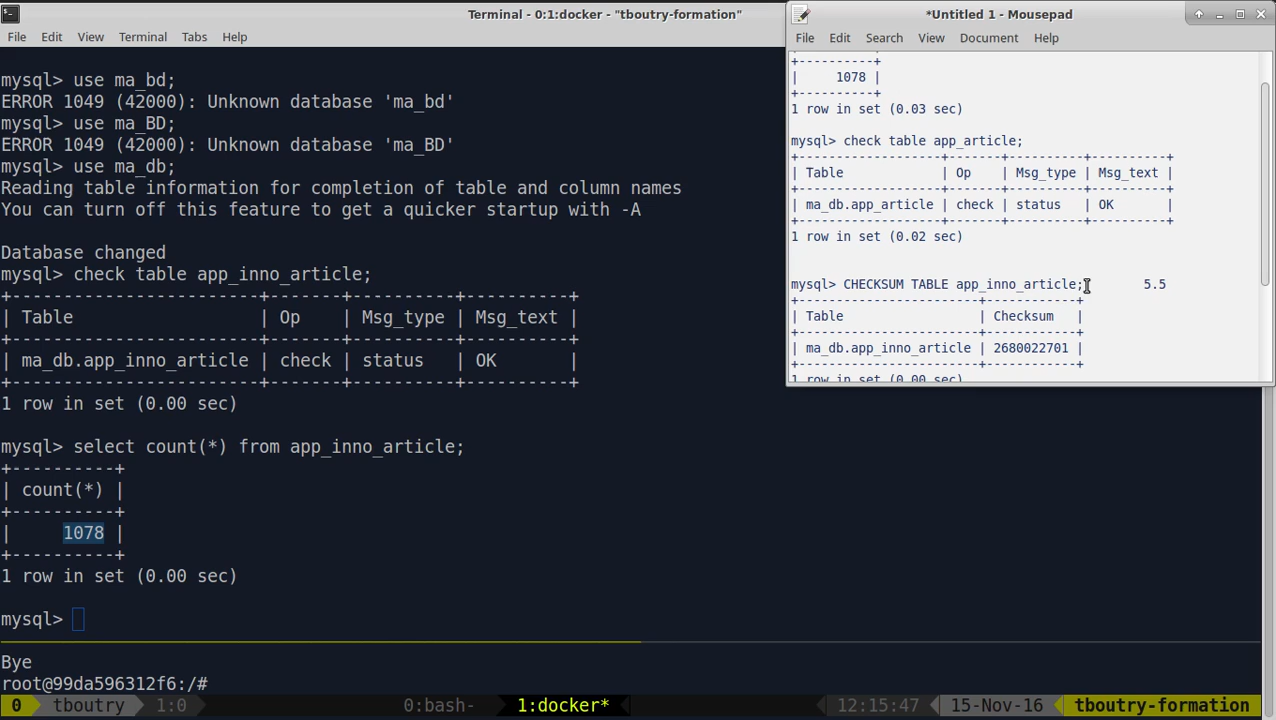 Terminal - 0:1:docker - "tboutry-formation"
File Edit View Terminal Tabs Help
mysql> use ma_bd;
ERROR 1049 (42000): Unknown database 'ma_bd'
mysql> use ma_BD;
ERROR 1049 (42000): Unknown database 'ma_BD'
mysql> use ma_db;
Reading table information for completion of table and column names
You can turn off this feature to get a quicker startup with -A
Database changed
mysql> check table app_inno_article;
+-------------------------+-------+----------+----------+
| Table                   | Op    | Msg_type | Msg_text |
+-------------------------+-------+----------+----------+
| ma_db.app_inno_article | check | status   | OK       |
+-------------------------+-------+----------+----------+
1 row in set (0.00 sec)
mysql> select count(*) from app_inno_article;
+----------+
| count(*) |
+----------+
|     1078 |
+----------+
1 row in set (0.00 sec)
mysql>
Bye
root@99da596312f6:/#
0 tboutry 1:0 0:bash- 1:docker* 12:15:47 15-Nov-16 tboutry-formation
*Untitled 1 - Mousepad
File Edit Search View Document Help
+----------+
|     1078 |
+----------+
1 row in set (0.03 sec)
mysql> check table app_article;
+-------------------+-------+----------+----------+
| Table             | Op    | Msg_type | Msg_text |
+-------------------+-------+----------+----------+
| ma_db.app_article | check | status   | OK       |
+-------------------+-------+----------+----------+
1 row in set (0.02 sec)
mysql> CHECKSUM TABLE app_inno_article; 5.5
+------------------------+------------+
| Table                  | Checksum   |
+------------------------+------------+
| ma_db.app_inno_article | 2680022701 |
+------------------------+------------+
1 row in set (0.00 sec)